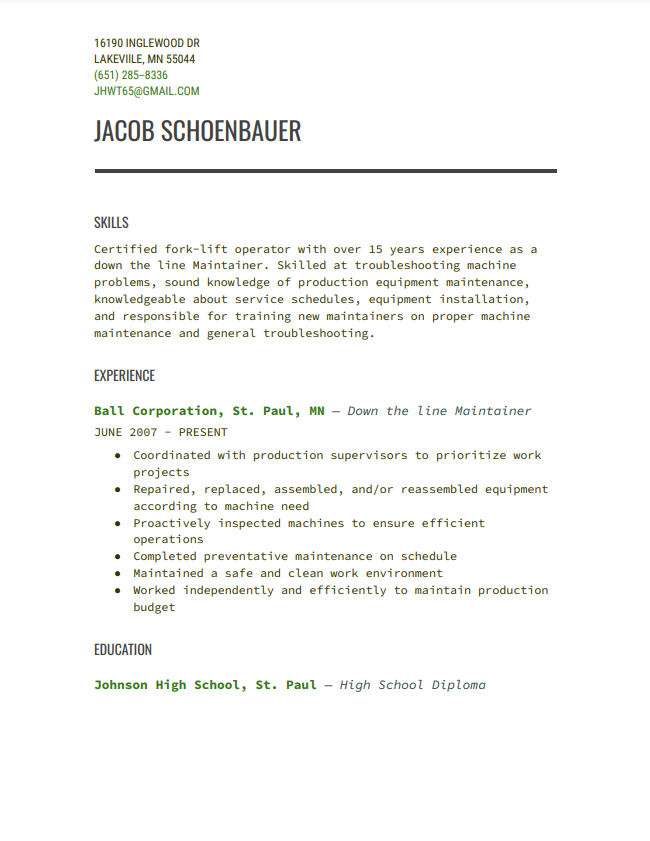 16190 INGLEWOOD DR
LAKEVIILE, MN 55044
(651) 285–8336
JHWT65@GMAIL.COM
JACOB SCHOENBAUER
SKILLS
Certified fork-lift operator with over 15 years experience as a
down the line Maintainer. Skilled at troubleshooting machine
problems, sound knowledge of production equipment maintenance,
knowledgeable about service schedules, equipment installation,
and responsible for training new maintainers on proper machine
maintenance and general troubleshooting.
EXPERIENCE
Ball Corporation, St. Paul, MN — Down the line Maintainer
JUNE 2007 - PRESENT
● Coordinated with production supervisors to prioritize work
projects
● Repaired, replaced, assembled, and/or reassembled equipment
according to machine need
● Proactively inspected machines to ensure efficient
operations
● Completed preventative maintenance on schedule
● Maintained a safe and clean work environment
● Worked independently and efficiently to maintain production
budget
EDUCATION
Johnson High School, St. Paul — High School Diploma